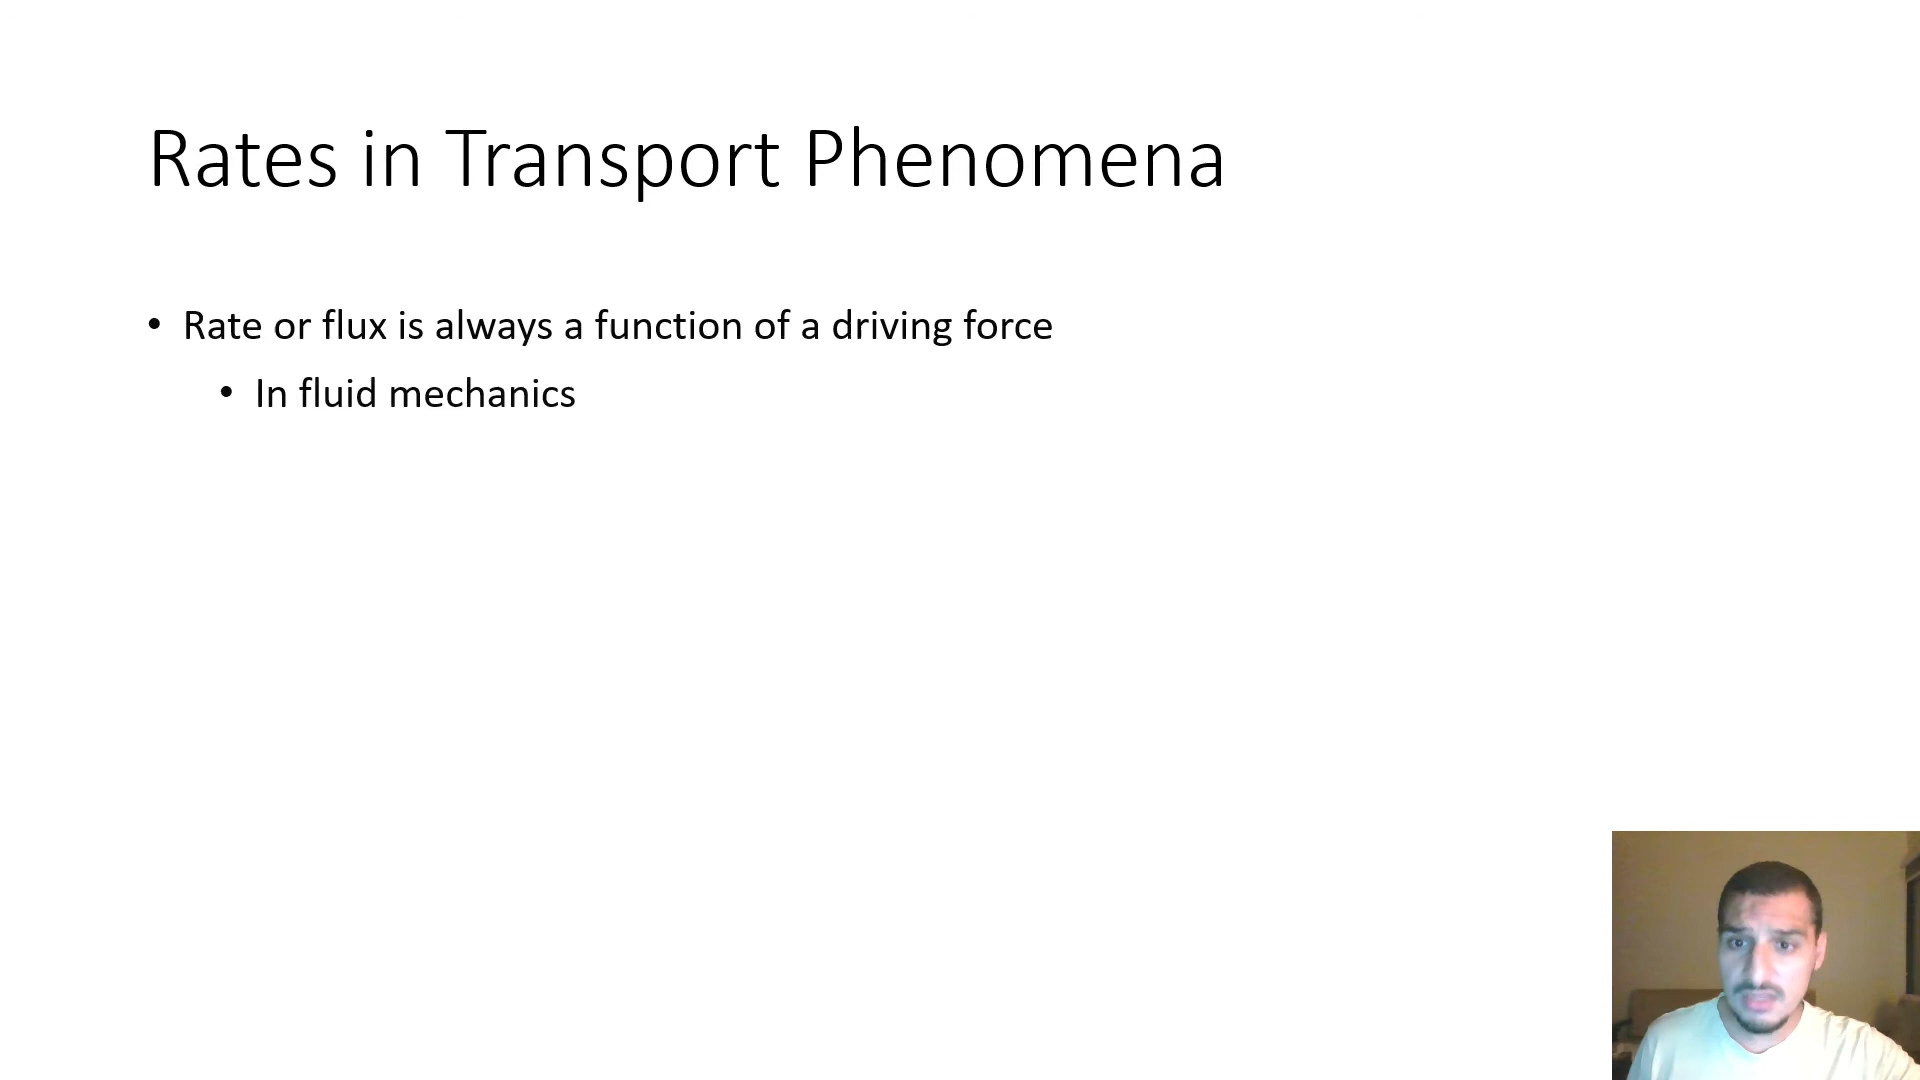 Rates in Transport Phenomena
• Rate or flux is always a function of a driving force
• In fluid mechanics